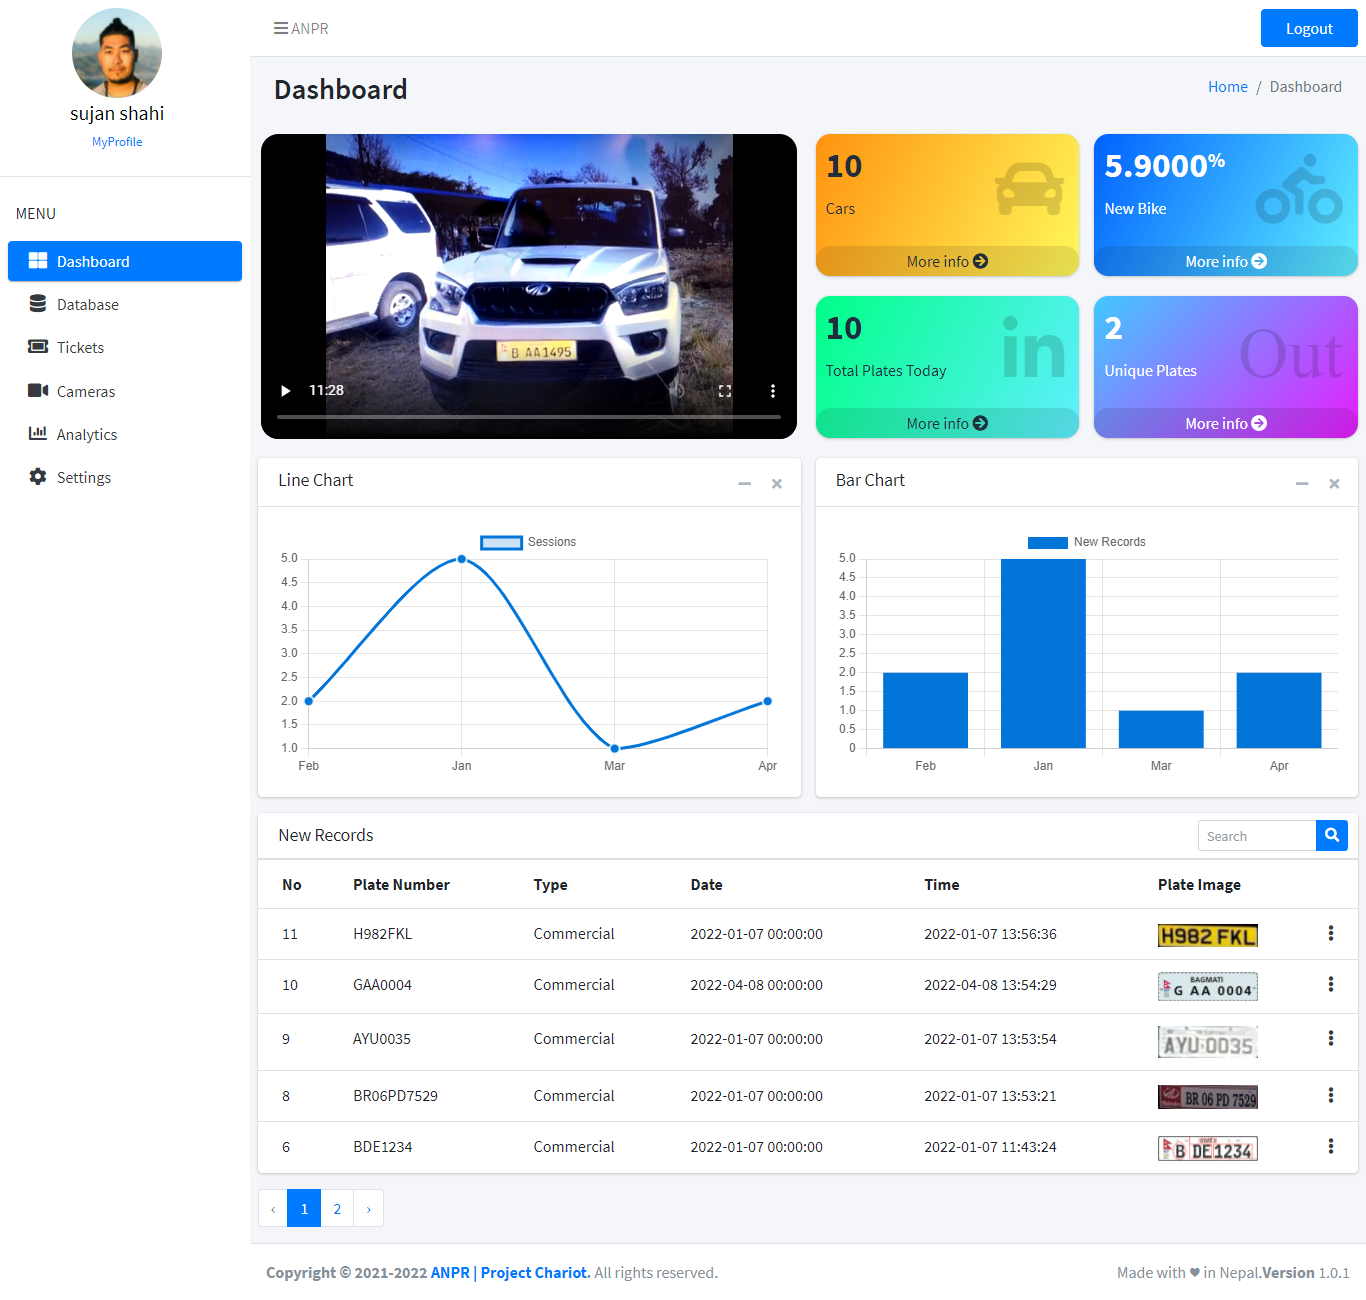 sujan shahi
MyProfile
MENU
Dashboard
Database
Tickets
Cameras
Analytics
Settings
ANPR
Logout
Dashboard
Home / Dashboard
B AA1495
11:28
10
Cars
More info
5.9000%
New Bike
More info
10
Total Plates Today
in
More info
2
Unique Plates
Out
More info
Line Chart
Sessions
5.0
4.5
4.0
3.5
3.0
2.5
2.0
1.5
1.0
Feb Jan Mar Apr
Bar Chart
New Records
5.0
4.5
4.0
3.5
3.0
2.5
2.0
1.5
1.0
0.5
0
Feb Jan Mar Apr
New Records
Search
No Plate Number Type Date Time Plate Image
11 H982FKL Commercial 2022-01-07 00:00:00 2022-01-07 13:56:36 H982 FKL
10 GAA0004 Commercial 2022-04-08 00:00:00 2022-04-08 13:54:29 BAGMATI
G AA 0004
9 AYU0035 Commercial 2022-01-07 00:00:00 2022-01-07 13:53:54 AYU·0035
8 BR06PD7529 Commercial 2022-01-07 00:00:00 2022-01-07 13:53:21 BR 06 PD 7529
6 BDE1234 Commercial 2022-01-07 00:00:00 2022-01-07 11:43:24 B DE1234
‹ 1 2 ›
Copyright © 2021-2022 ANPR | Project Chariot. All rights reserved.
Made with ♥ in Nepal.Version 1.0.1